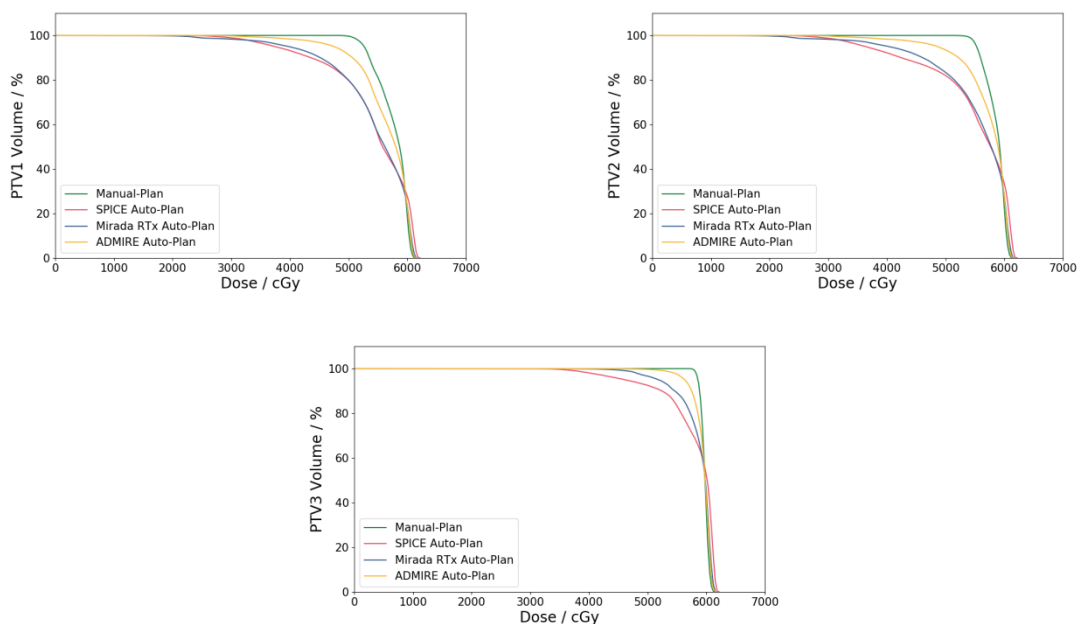 PTV1 Volume / %
100
80
60
40
20
0
Manual-Plan
SPICE Auto-Plan
Mirada RTx Auto-Plan
ADMIRE Auto-Plan
0 1000 2000 3000 4000 5000 6000 7000
Dose / cGy
PTV2 Volume / %
100
80
60
40
20
0
Manual-Plan
SPICE Auto-Plan
Mirada RTx Auto-Plan
ADMIRE Auto-Plan
0 1000 2000 3000 4000 5000 6000 7000
Dose / cGy
PTV3 Volume / %
100
80
60
40
20
0
Manual-Plan
SPICE Auto-Plan
Mirada RTx Auto-Plan
ADMIRE Auto-Plan
0 1000 2000 3000 4000 5000 6000 7000
Dose / cGy